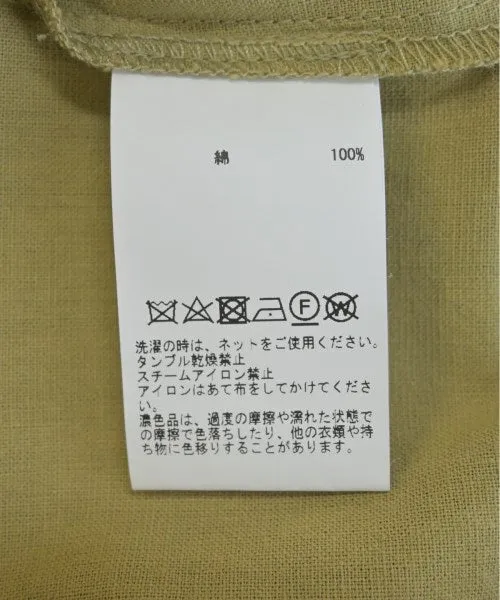 綿 100%
F W
洗濯の時は、ネットをご使用ください。
タンブル乾燥禁止
スチームアイロン禁止
アイロンはあて布をしてかけてくださ
い。
濃色品は、過度の摩擦や濡れた状態で
の摩擦で色落ちしたり、他の衣類や持
ち物に色移りすることがあります。